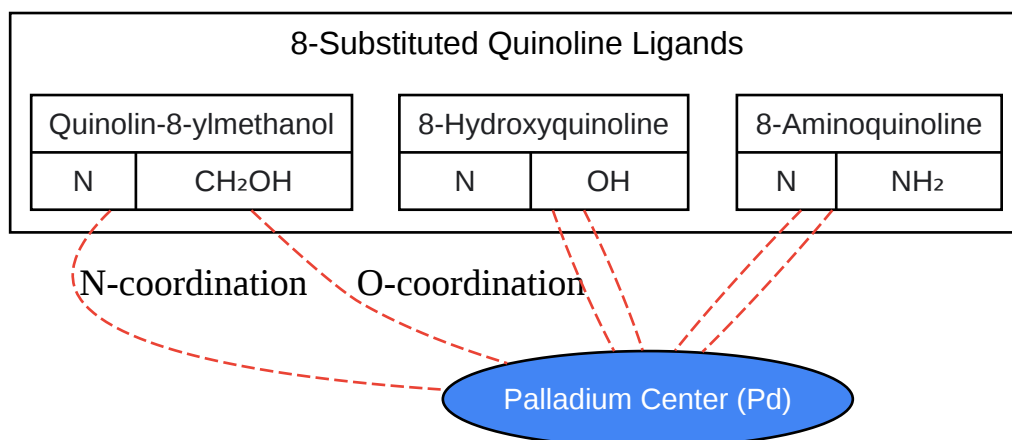 8-Substituted Quinoline Ligands
Quinolin-8-ylmethanol
N
CH₂OH
8-Hydroxyquinoline
N
OH
8-Aminoquinoline
N
NH₂
N-coordination
O-coordination
Palladium Center (Pd)